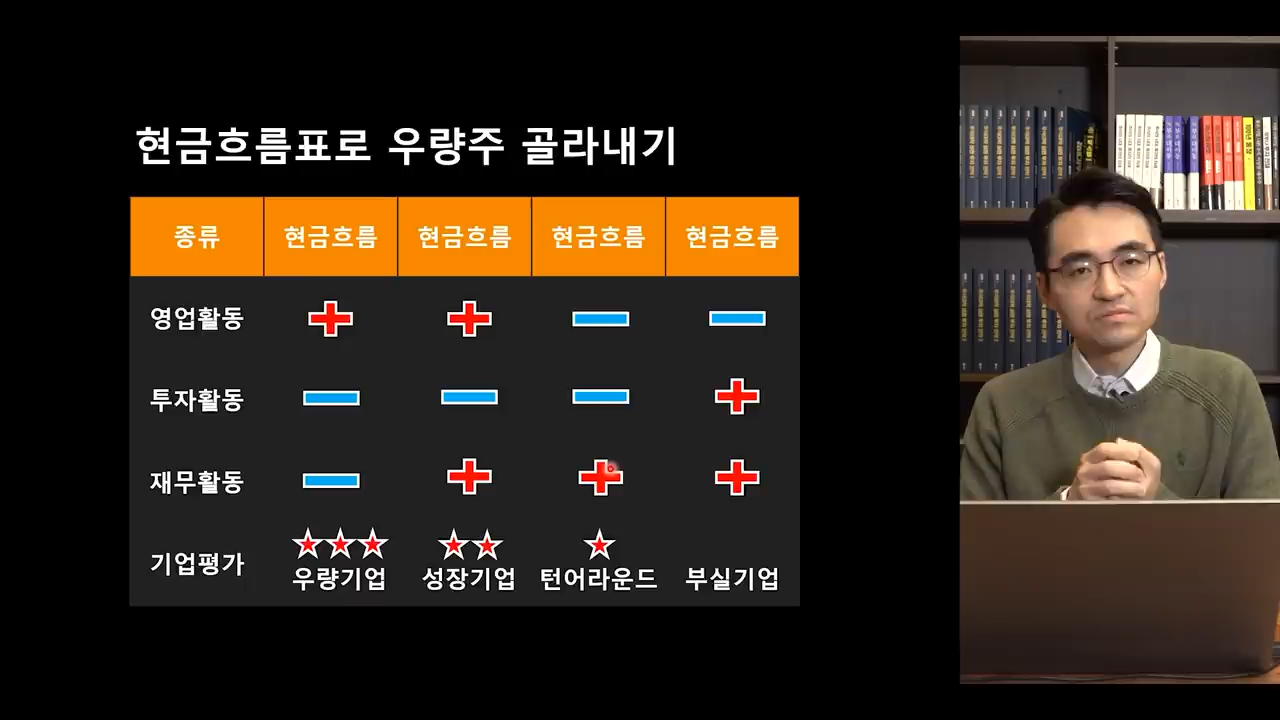 현금흐름표로 우량주 골라내기
종류 현금흐름 현금흐름 현금흐름 현금흐름
영업활동
투자활동
재무활동
기업평가
우량기업 성장기업 턴어라운드 부실기업